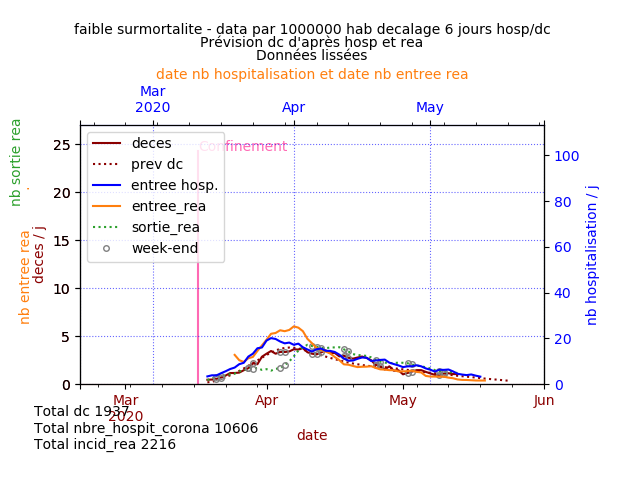 faible surmortalite - data par 1000000 hab decalage 6 jours hosp/dc
Prévision dc d'après hosp et rea
Données lissées
date nb hospitalisation et date nb entree rea
Mar
2020
Apr
May
nb sortie rea
.
nb entree rea
deces / j
25
20
15
10
5
0
Confinement
deces
prev dc
entree hosp.
entree_rea
sortie_rea
week-end
100
80
60
40
20
0
nb hospitalisation / j
Mar
2020
Apr
May
Jun
date
Total dc 1937
Total nbre_hospit_corona 10606
Total incid_rea 2216